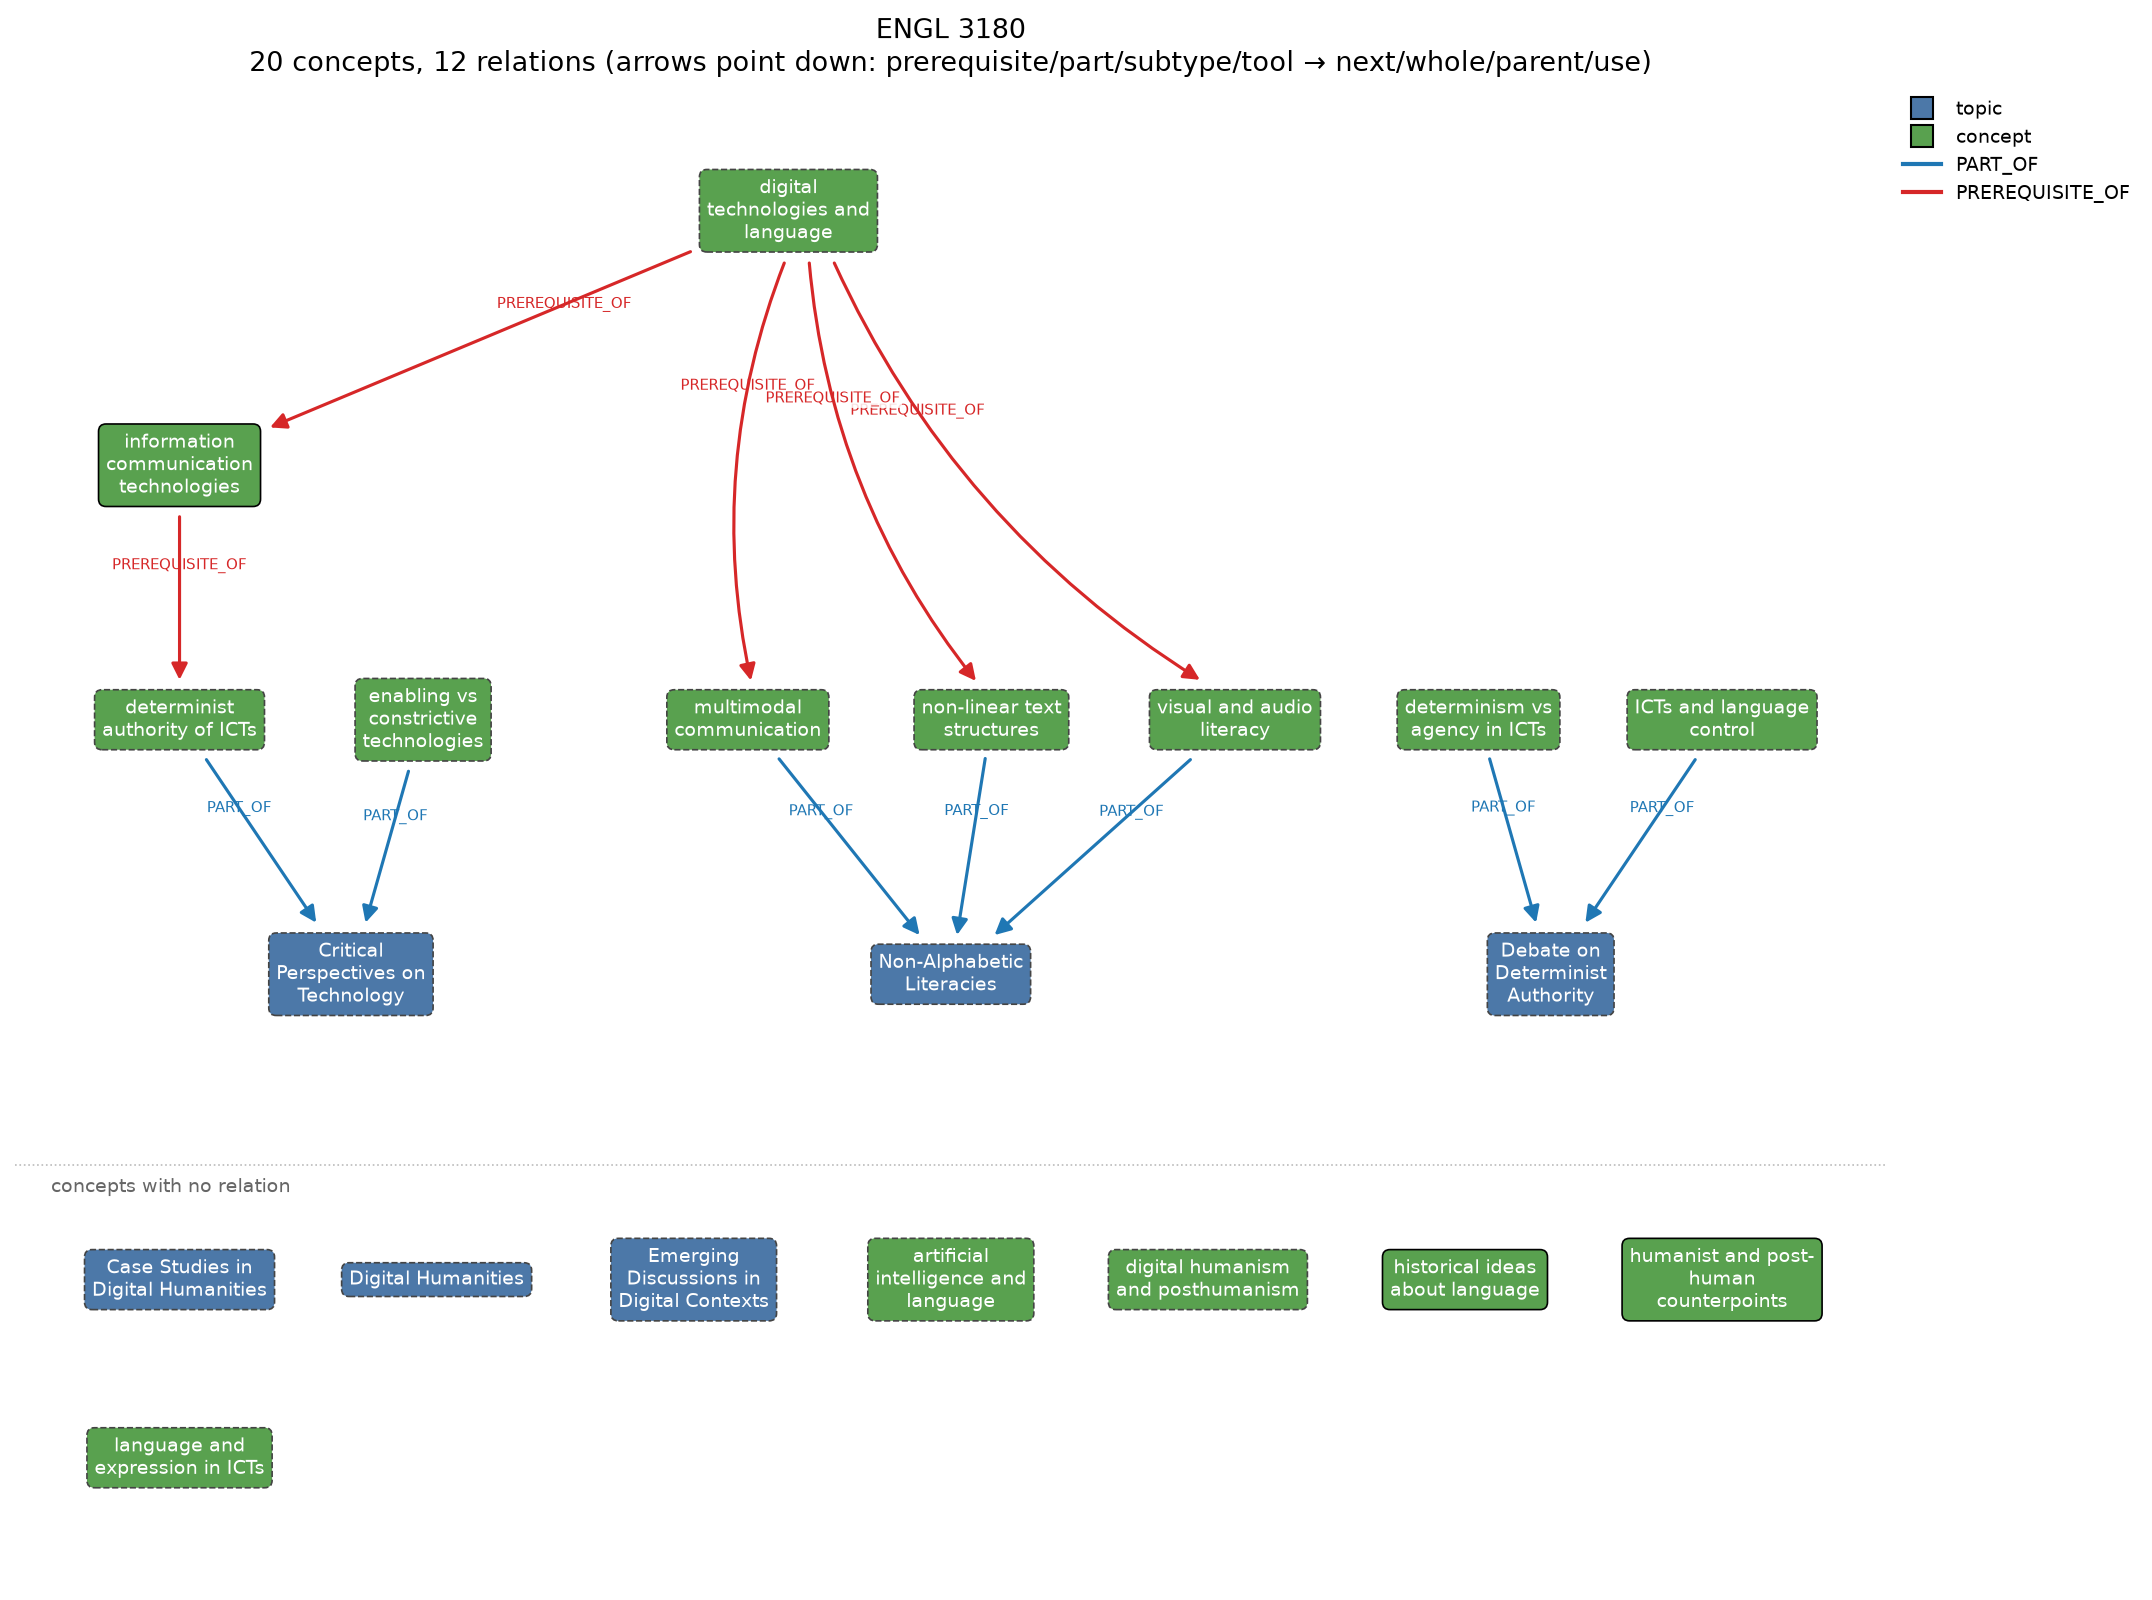 ENGL 3180
20 concepts, 12 relations (arrows point down: prerequisite/part/subtype/tool → next/whole/parent/use)
topic
concept
PART_OF
PREREQUISITE_OF
digital
technologies and
language
PREREQUISITE_OF
PREREQUISITE_OF
PREREQUISITE_OF
PREREQUISITE_OF
information
communication
technologies
PREREQUISITE_OF
determinist
authority of ICTs
enabling vs
constrictive
technologies
multimodal
communication
non-linear text
structures
visual and audio
literacy
determinism vs
agency in ICTs
ICTs and language
control
PART_OF
PART_OF
PART_OF
PART_OF
PART_OF
PART_OF
PART_OF
Critical
Perspectives on
Technology
Non-Alphabetic
Literacies
Debate on
Determinist
Authority
concepts with no relation
Case Studies in
Digital Humanities
Digital Humanities
Emerging
Discussions in
Digital Contexts
artificial
intelligence and
language
digital humanism
and posthumanism
historical ideas
about language
humanist and post-
human
counterpoints
language and
expression in ICTs